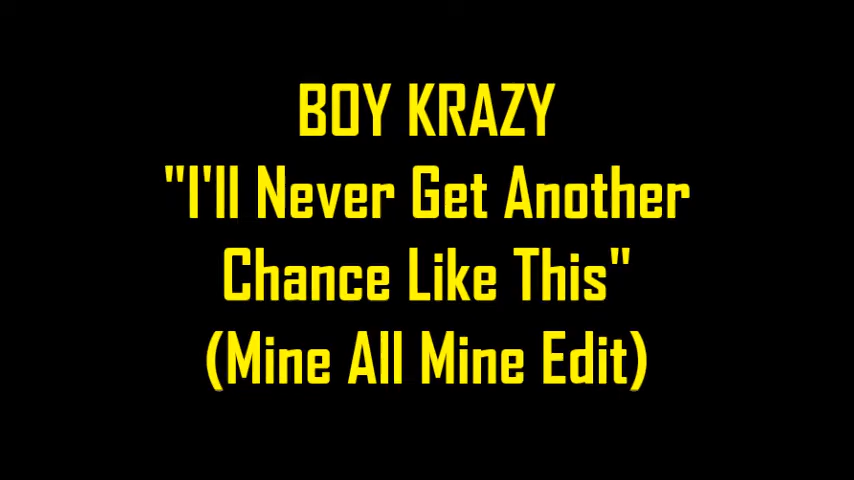 BOY KRAZY
"I'll Never Get Another
Chance Like This"
(Mine All Mine Edit)